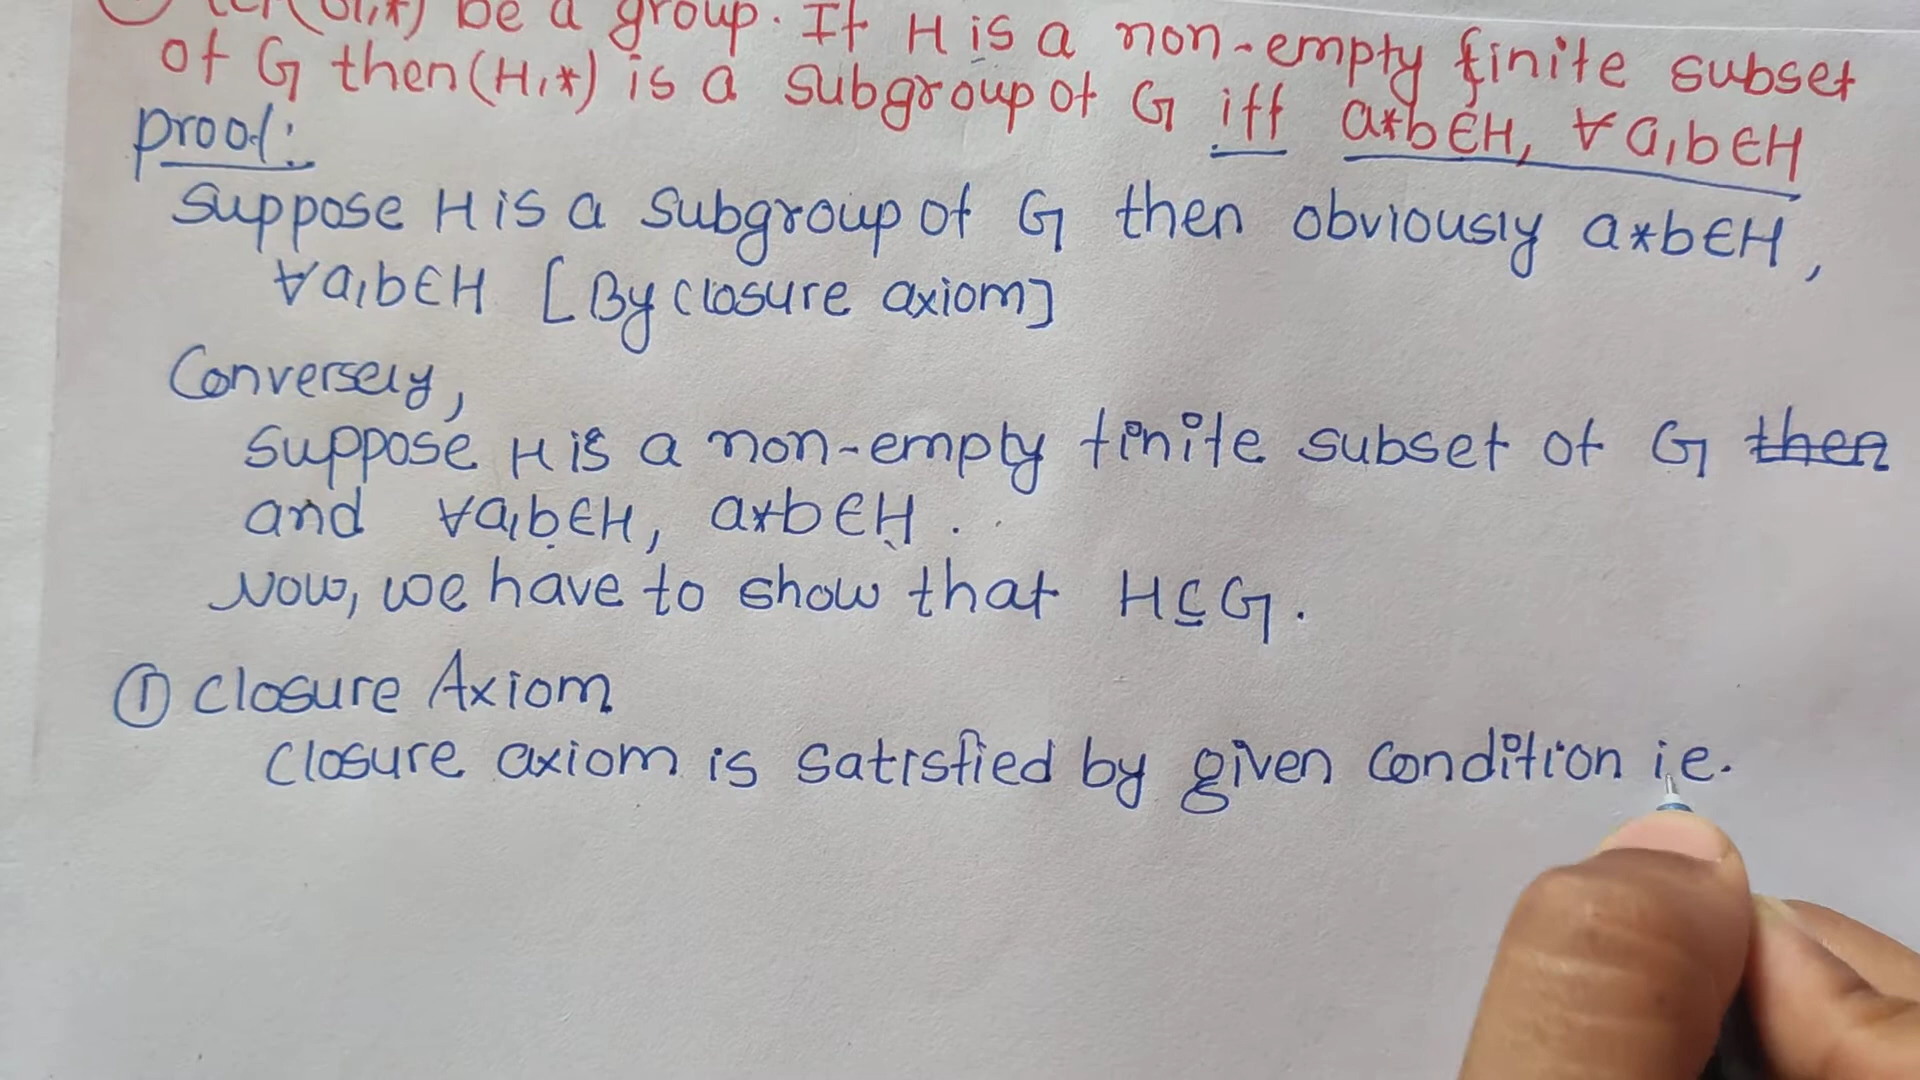 be a group. If H is a non-empty finite subset
of G then (H,*) is a subgroup of G iff a*b∈H, ∀a,b∈H
proof:
Suppose H is a subgroup of G then obviously a*b∈H,
∀a,b∈H [By closure axiom]
Conversely,
suppose H is a non-empty finite subset of G then
and ∀a,b∈H, a*b∈H.
Now, we have to show that H⊆G.
① closure Axiom
closure axiom is satisfied by given condition i.e.